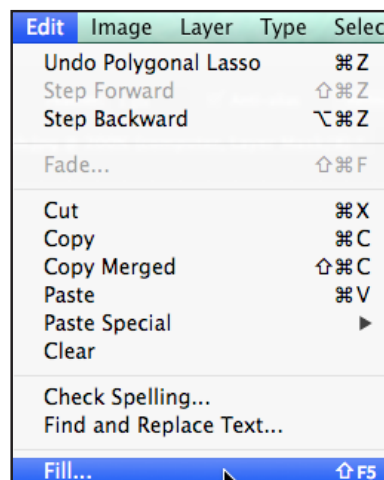 Edit Image Layer Type Selec
Undo Polygonal Lasso ⌘Z
Step Forward ⇧⌘Z
Step Backward ⌥⌘Z
Fade... ⇧⌘F
Cut ⌘X
Copy ⌘C
Copy Merged ⇧⌘C
Paste ⌘V
Paste Special ▶
Clear
Check Spelling...
Find and Replace Text...
Fill... ⇧F5